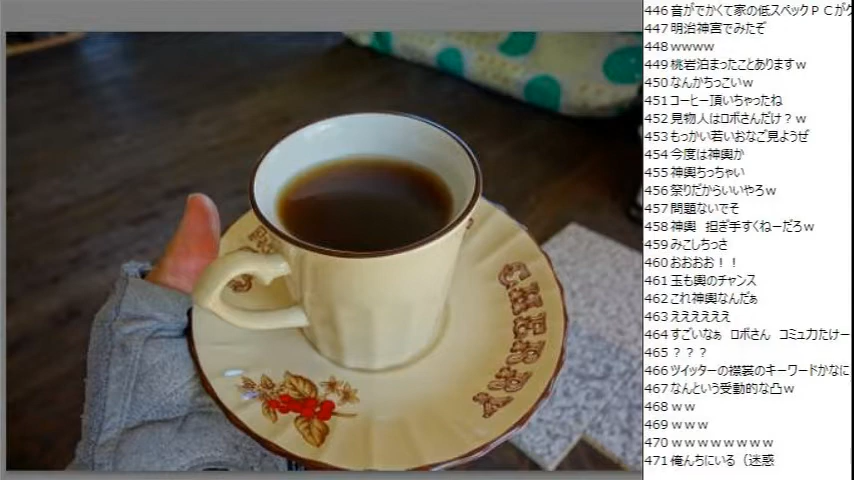 CHERRY
446 音がでかくて家の低スペックＰＣが
447 明治神宮でみたぞ
448 wwww
449 桃岩泊まったことありますw
450 なんかちっこいw
451 コーヒー頂いちゃったね
452 見物人はロボさんだけ？w
453 もっかい若いおなご見ようぜ
454 今度は神輿か
455 神輿ちっちゃい
456 祭りだからいいやろw
457 問題ないでそ
458 神輿　担ぎ手すくねーだろw
459 みこしちっさ
460 おおおお！！
461 玉も輿のチャンス
462 これ神輿なんだぁ
463 ええええええ
464 すごいなぁ　ロボさん　コミュ力たけー
465 ？？？
466 ツイッターの襟裳のキーワードかなに
467 なんという受動的な凸w
468 ｗｗ
469 ｗｗｗ
470 ｗｗｗｗｗｗｗｗ
471 俺んちにいる（迷惑